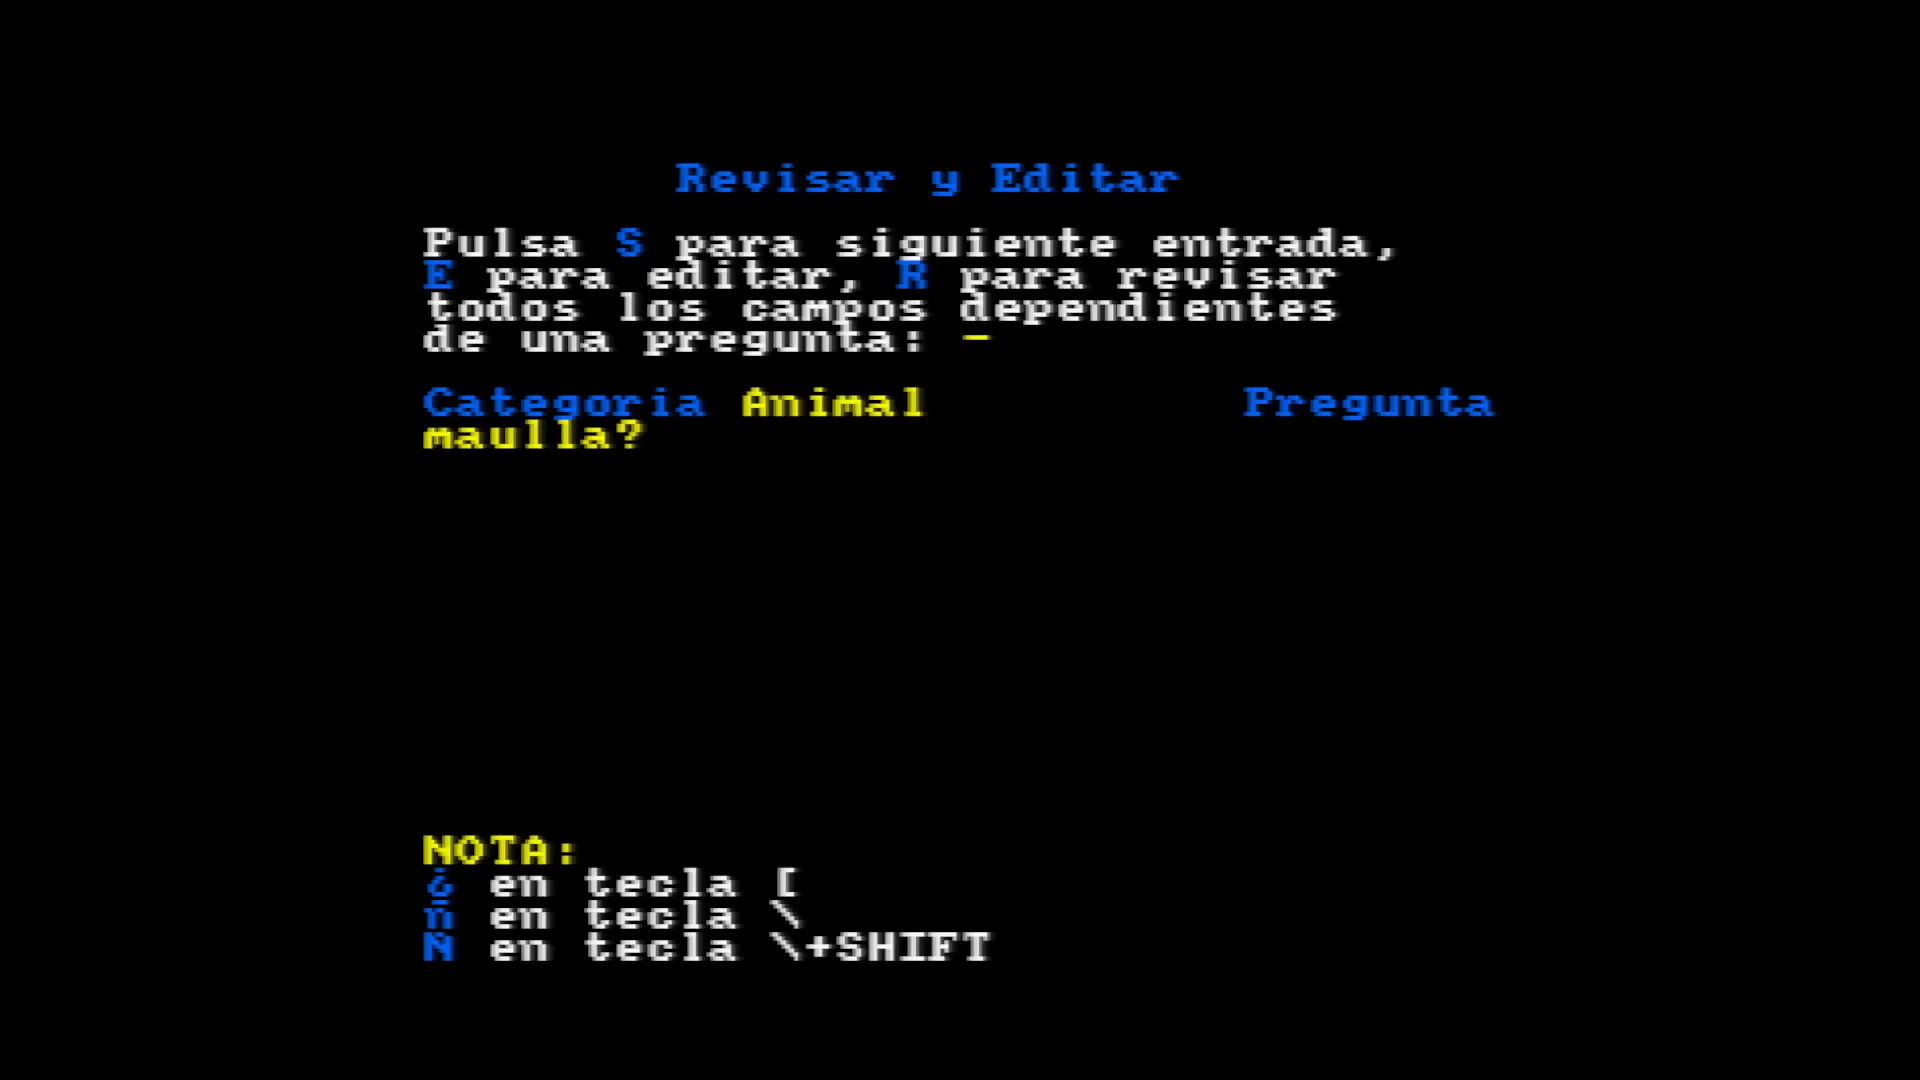 Revisar y Editar
Pulsa S para siguiente entrada,
E para editar, R para revisar
todos los campos dependientes
de una pregunta: -
Categoria Animal Pregunta
maulla?
NOTA:
¿ en tecla [
ñ en tecla \
Ñ en tecla \+SHIFT